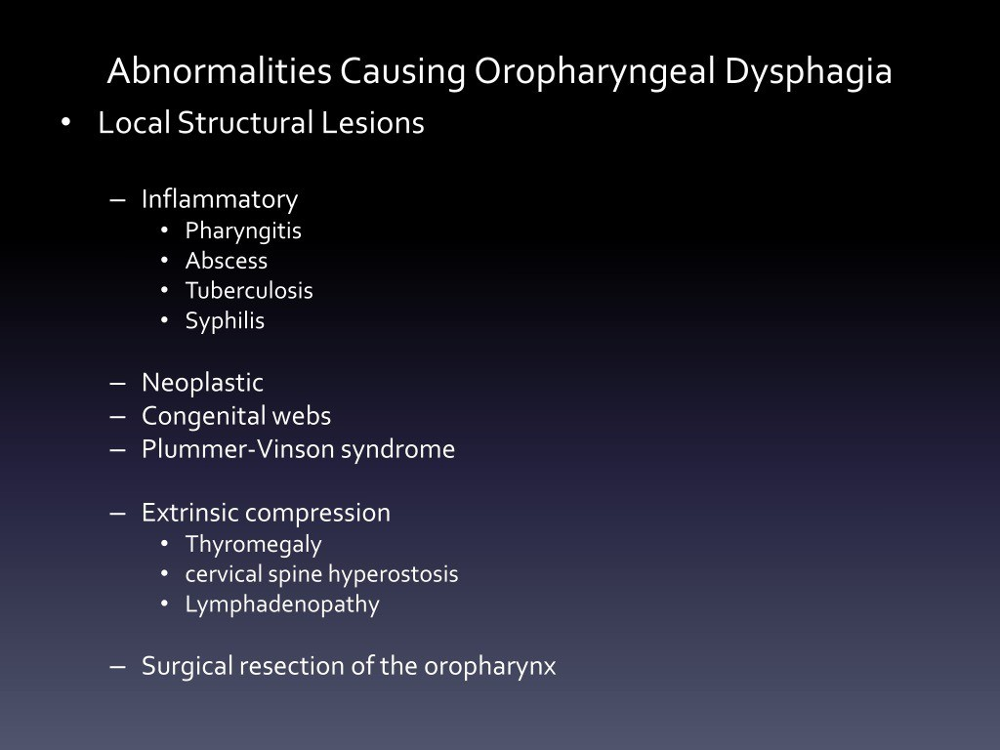 Abnormalities Causing Oropharyngeal Dysphagia
• Local Structural Lesions
– Inflammatory
• Pharyngitis
• Abscess
• Tuberculosis
• Syphilis
– Neoplastic
– Congenital webs
– Plummer-Vinson syndrome
– Extrinsic compression
• Thyromegaly
• cervical spine hyperostosis
• Lymphadenopathy
– Surgical resection of the oropharynx